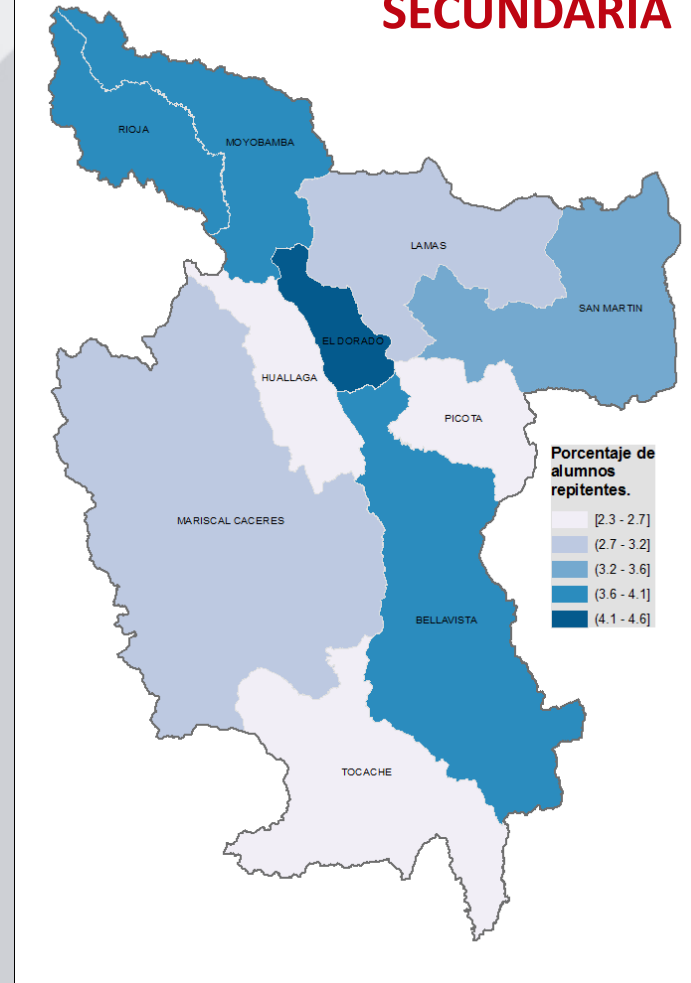 SECUNDARIA
RIOJA
MOYOBAMBA
LAMAS
SAN MARTIN
EL DORADO
HUALLAGA
PICOTA
Porcentaje de
alumnos
repitentes.
[2.3 - 2.7]
(2.7 - 3.2]
(3.2 - 3.6]
(3.6 - 4.1]
(4.1 - 4.6]
MARISCAL CACERES
BELLAVISTA
TOCACHE